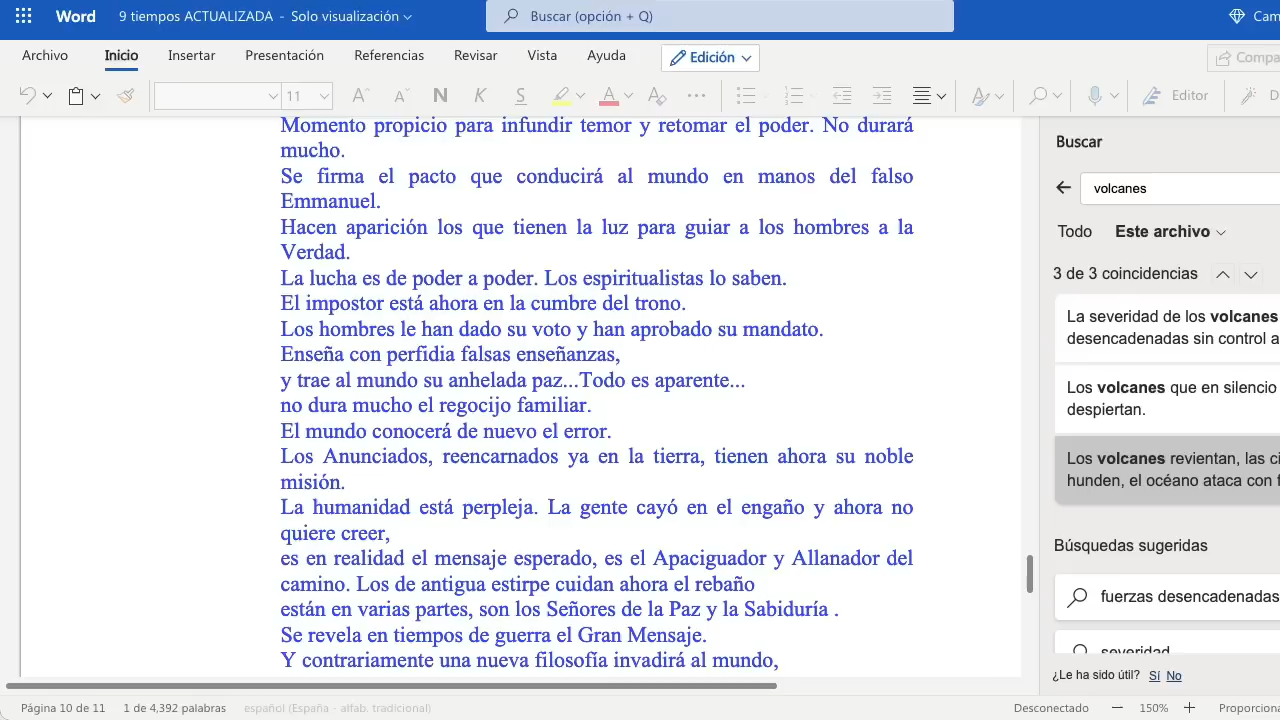 Word
9 tiempos ACTUALIZADA - Solo visualización
Buscar (opción + Q)
Archivo
Inicio
Insertar
Presentación
Referencias
Revisar
Vista
Ayuda
Edición
11
N
K
S
Editor
Momento propicio para infundir temor y retomar el poder. No durará
mucho.
Se firma el pacto que conducirá al mundo en manos del falso
Emmanuel.
Hacen aparición los que tienen la luz para guiar a los hombres a la
Verdad.
La lucha es de poder a poder. Los espiritualistas lo saben.
El impostor está ahora en la cumbre del trono.
Los hombres le han dado su voto y han aprobado su mandato.
Enseña con perfidia falsas enseñanzas,
y trae al mundo su anhelada paz...Todo es aparente...
no dura mucho el regocijo familiar.
El mundo conocerá de nuevo el error.
Los Anunciados, reencarnados ya en la tierra, tienen ahora su noble
misión.
La humanidad está perpleja. La gente cayó en el engaño y ahora no
quiere creer,
es en realidad el mensaje esperado, es el Apaciguador y Allanador del
camino. Los de antigua estirpe cuidan ahora el rebaño
están en varias partes, son los Señores de la Paz y la Sabiduría .
Se revela en tiempos de guerra el Gran Mensaje.
Y contrariamente una nueva filosofía invadirá al mundo,
Buscar
volcanes
Todo
Este archivo
3 de 3 coincidencias
La severidad de los volcanes
desencadenadas sin control a
Los volcanes que en silencio
despiertan.
Los volcanes revientan, las ci
hunden, el océano ataca con f
Búsquedas sugeridas
fuerzas desencadenadas
severidad
¿Le ha sido útil? Sí No
Página 10 de 11
1 de 4,392 palabras
español (España - alfab. tradicional)
Desconectado
150%